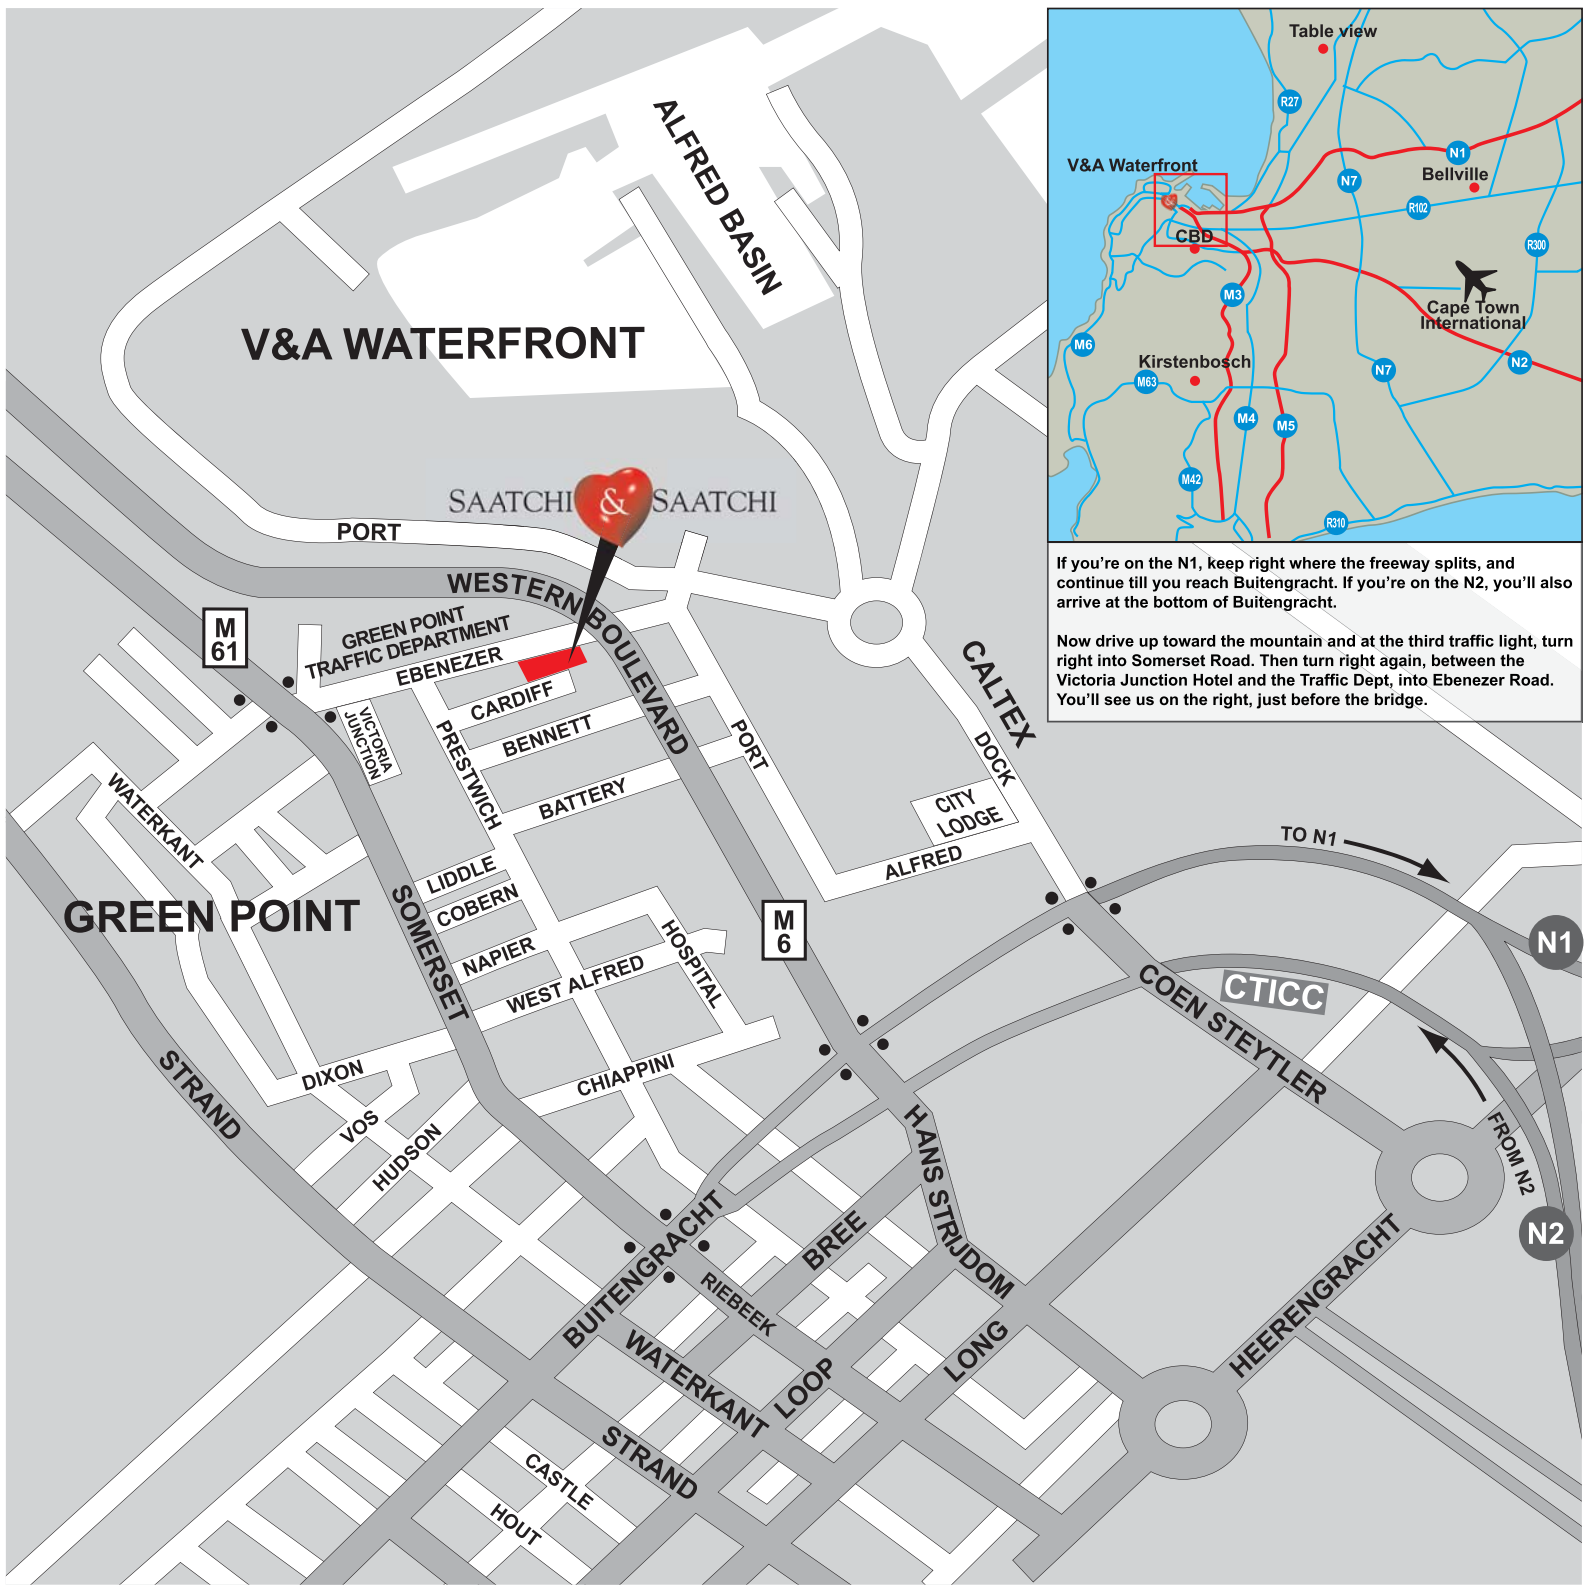 ALFRED BASIN
V&A WATERFRONT
SAATCHI & SAATCHI
PORT
WESTERN BOULEVARD
M
61
GREEN POINT
TRAFFIC DEPARTMENT
EBENEZER
CARDIFF
BENNETT
BATTERY
VICTORIA
JUNCTION
PRESTWICH
PORT
CALTEX
DOCK
CITY
LODGE
ALFRED
WATERKANT
GREEN POINT
LIDDLE
COBERN
NAPIER
WEST ALFRED
HOSPITAL
SOMERSET
M
6
STRAND
DIXON
VOS
HUDSON
CHIAPPINI
TO N1
N1
CTICC
COEN STEYTLER
FROM N2
N2
HANS STRIJDOM
BUITENGRACHT
BREE
RIEBEEK
WATERKANT
LOOP
LONG
HEERENGRACHT
STRAND
CASTLE
HOUT
Table view
R27
N1
V&A Waterfront
N7
Bellville
R102
CBD
R300
M3
Cape Town
International
M6
Kirstenbosch
M63
N7
N2
M4
M5
M42
R310
If you're on the N1, keep right where the freeway splits, and
continue till you reach Buitengracht. If you're on the N2, you'll also
arrive at the bottom of Buitengracht.
Now drive up toward the mountain and at the third traffic light, turn
right into Somerset Road. Then turn right again, between the
Victoria Junction Hotel and the Traffic Dept, into Ebenezer Road.
You'll see us on the right, just before the bridge.